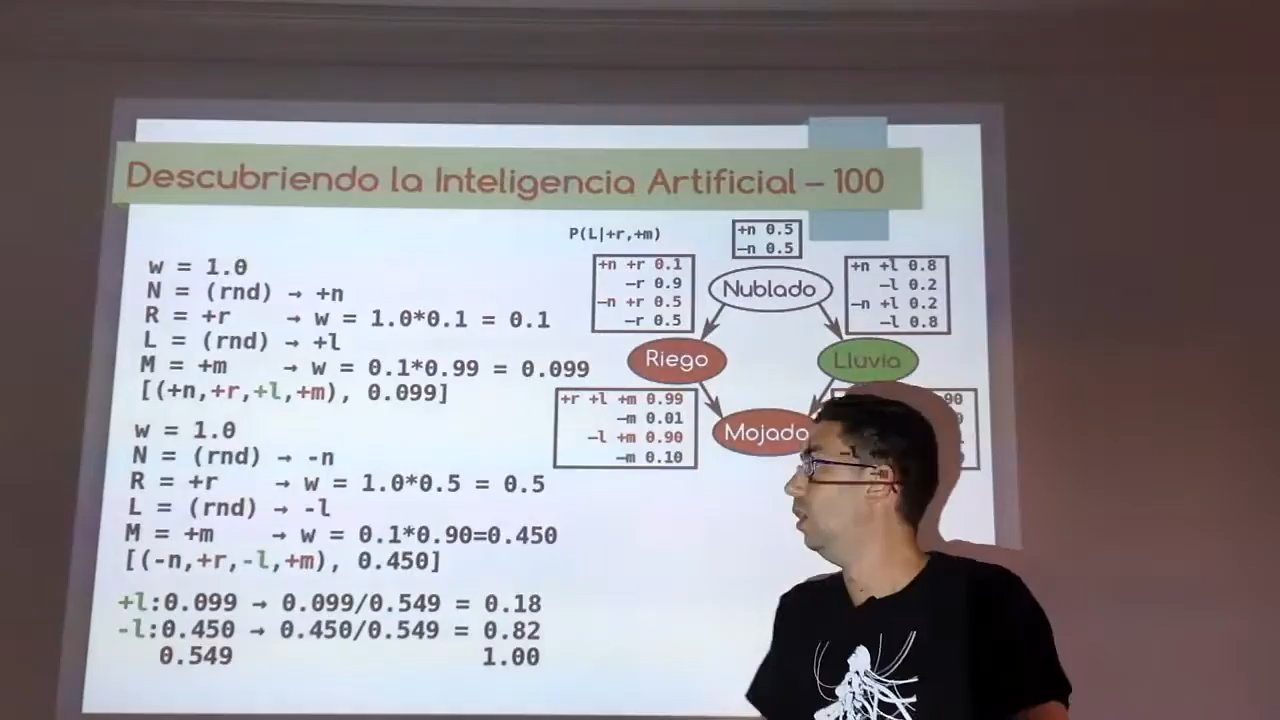 Descubriendo la Inteligencia Artificial – 100
w = 1.0
N = (rnd) → +n
R = +r → w = 1.0*0.1 = 0.1
L = (rnd) → +l
M = +m → w = 0.1*0.99 = 0.099
[(+n,+r,+l,+m), 0.099]
w = 1.0
N = (rnd) → -n
R = +r → w = 1.0*0.5 = 0.5
L = (rnd) → -l
M = +m → w = 0.1*0.90=0.450
[(-n,+r,-l,+m), 0.450]
+l:0.099 → 0.099/0.549 = 0.18
-l:0.450 → 0.450/0.549 = 0.82
0.549 1.00
P(L|+r,+m)
+n 0.5
–n 0.5
+n +r 0.1
–r 0.9
–n +r 0.5
–r 0.5
Nublado
+n +l 0.8
–l 0.2
–n +l 0.2
–l 0.8
Riego
Lluvia
+r +l +m 0.99
–m 0.01
–l +m 0.90
–m 0.10
Mojado
90